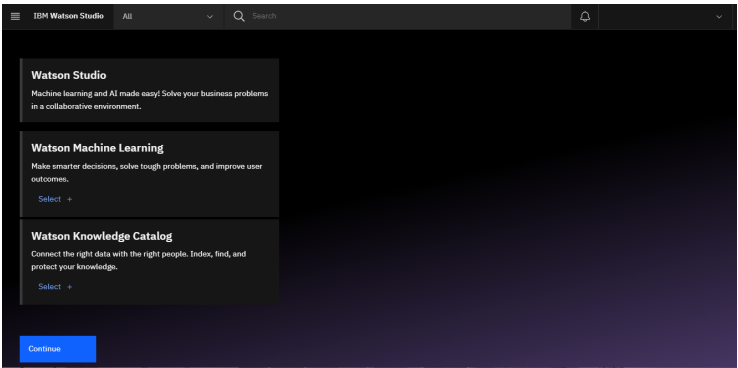 IBM Watson Studio All Search
Watson Studio
Machine learning and AI made easy! Solve your business problems
in a collaborative environment.
Watson Machine Learning
Make smarter decisions, solve tough problems, and improve user
outcomes.
Select +
Watson Knowledge Catalog
Connect the right data with the right people. Index, find, and
protect your knowledge.
Select +
Continue